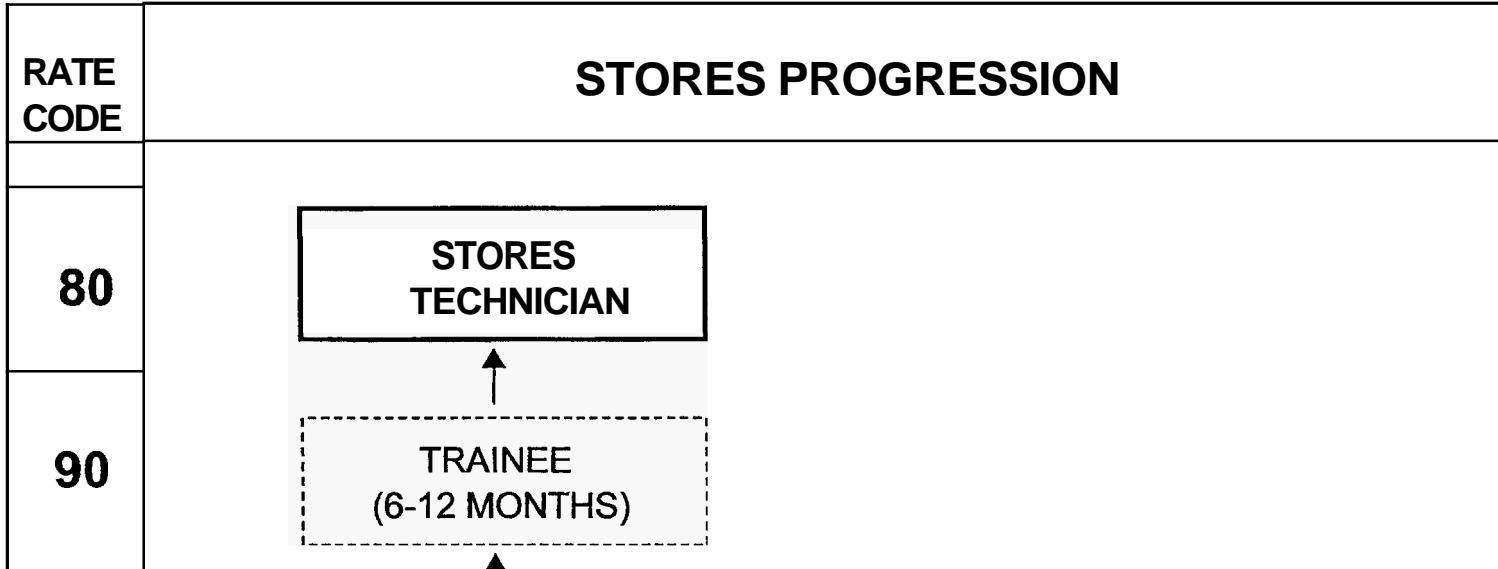 RATE
CODE
STORES PROGRESSION
80
STORES
TECHNICIAN
90
TRAINEE
(6-12 MONTHS)